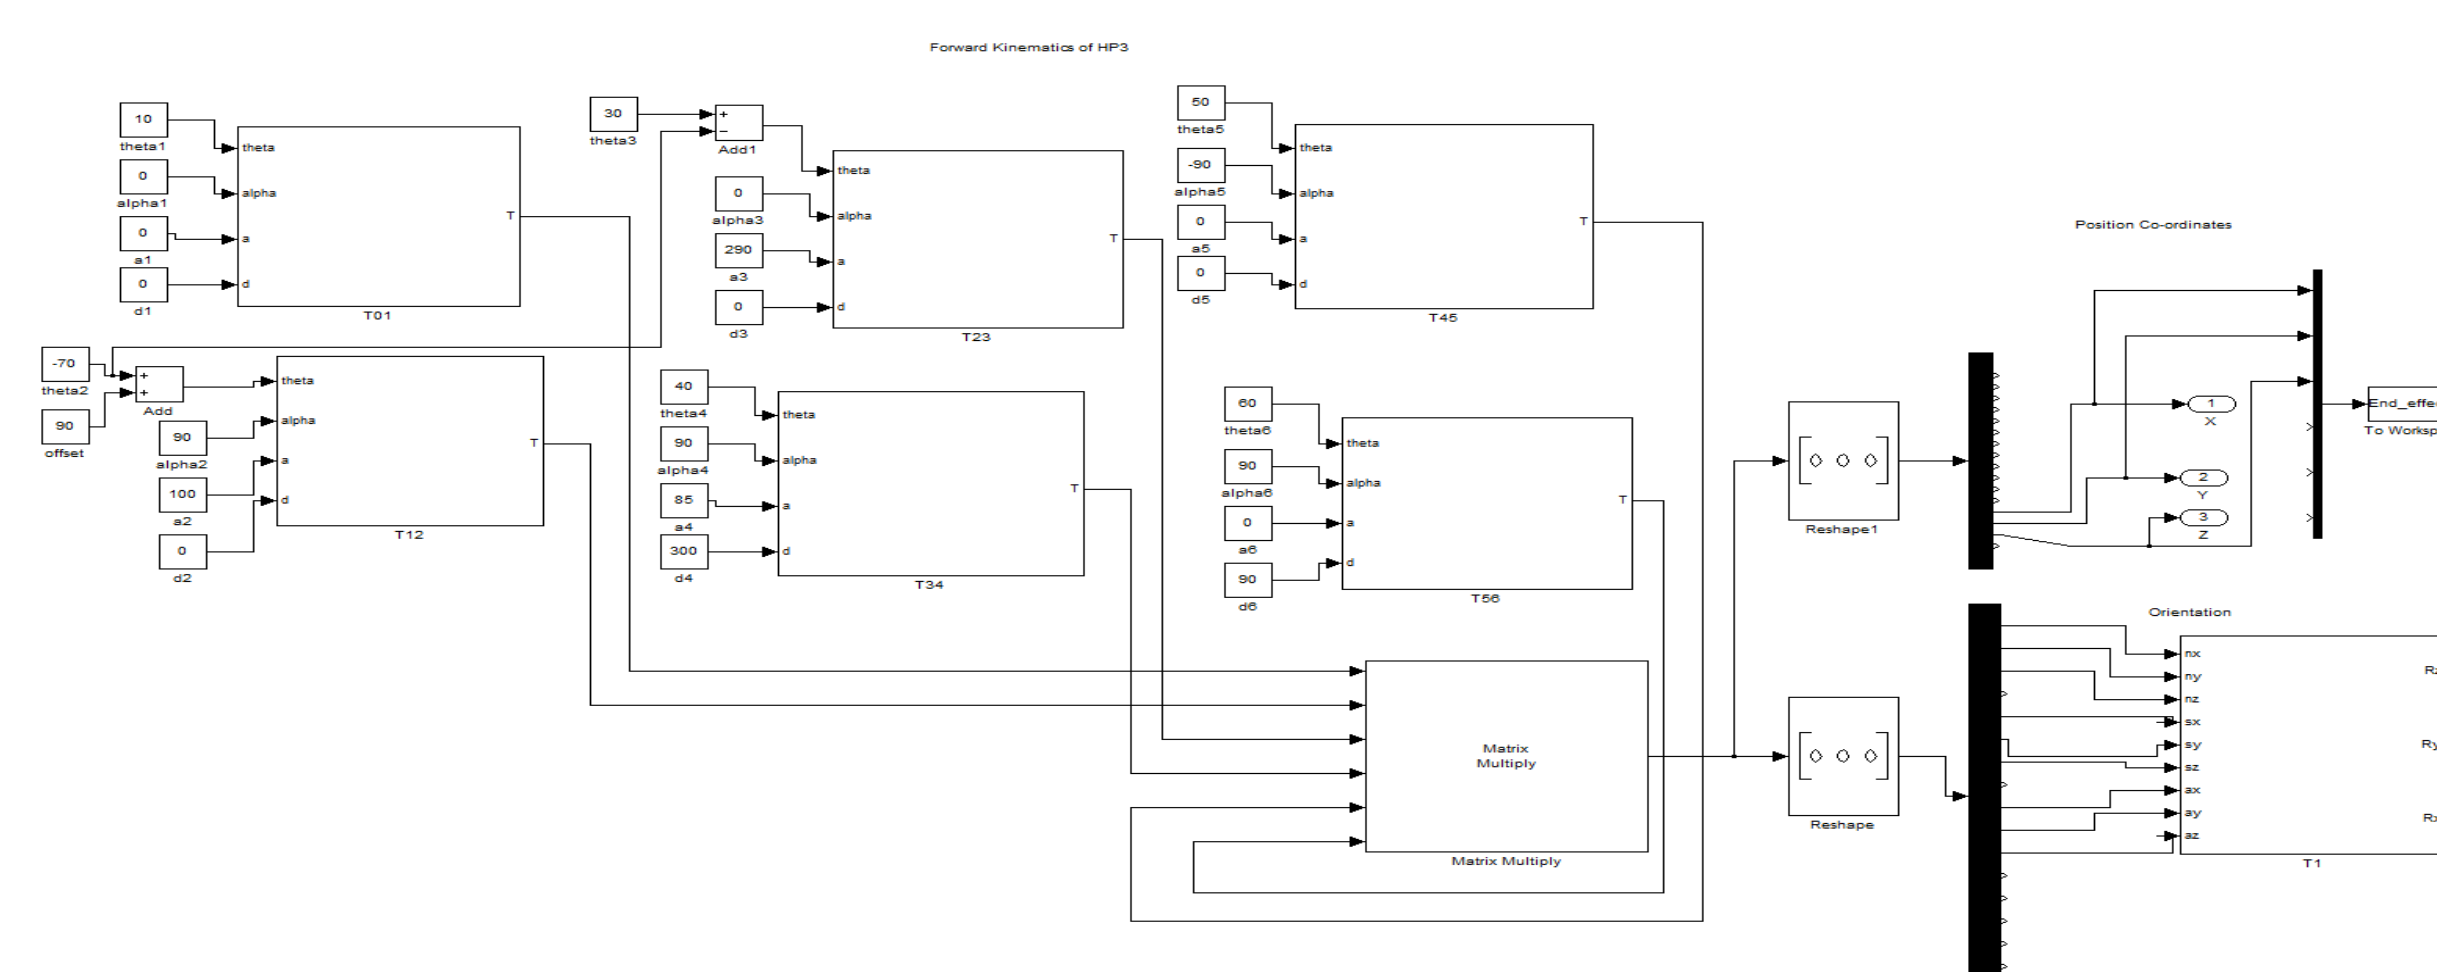 Forward Kinematics of HP3
10
theta1
0
alpha1
0
a1
0
d1
theta
alpha
a
d
T
T01
-70
theta2
90
offset
+
+
Add
90
alpha2
100
a2
0
d2
theta
alpha
a
d
T
T12
30
theta3
+
−
Add1
0
alpha3
290
a3
0
d3
theta
alpha
a
d
T
T23
40
theta4
90
alpha4
85
a4
300
d4
theta
alpha
a
d
T
T34
50
theta5
-90
alpha5
0
a5
0
d5
theta
alpha
a
d
T
T45
60
theta6
90
alpha6
0
a6
90
d6
theta
alpha
a
d
T
T56
Matrix
Multiply
Matrix Multiply
Reshape1
Reshape
Position Co-ordinates
1
X
2
Y
3
Z
End_effe
To Worksp
Orientation
nx
ny
nz
sx
sy
sz
ax
ay
az
Ry
T1